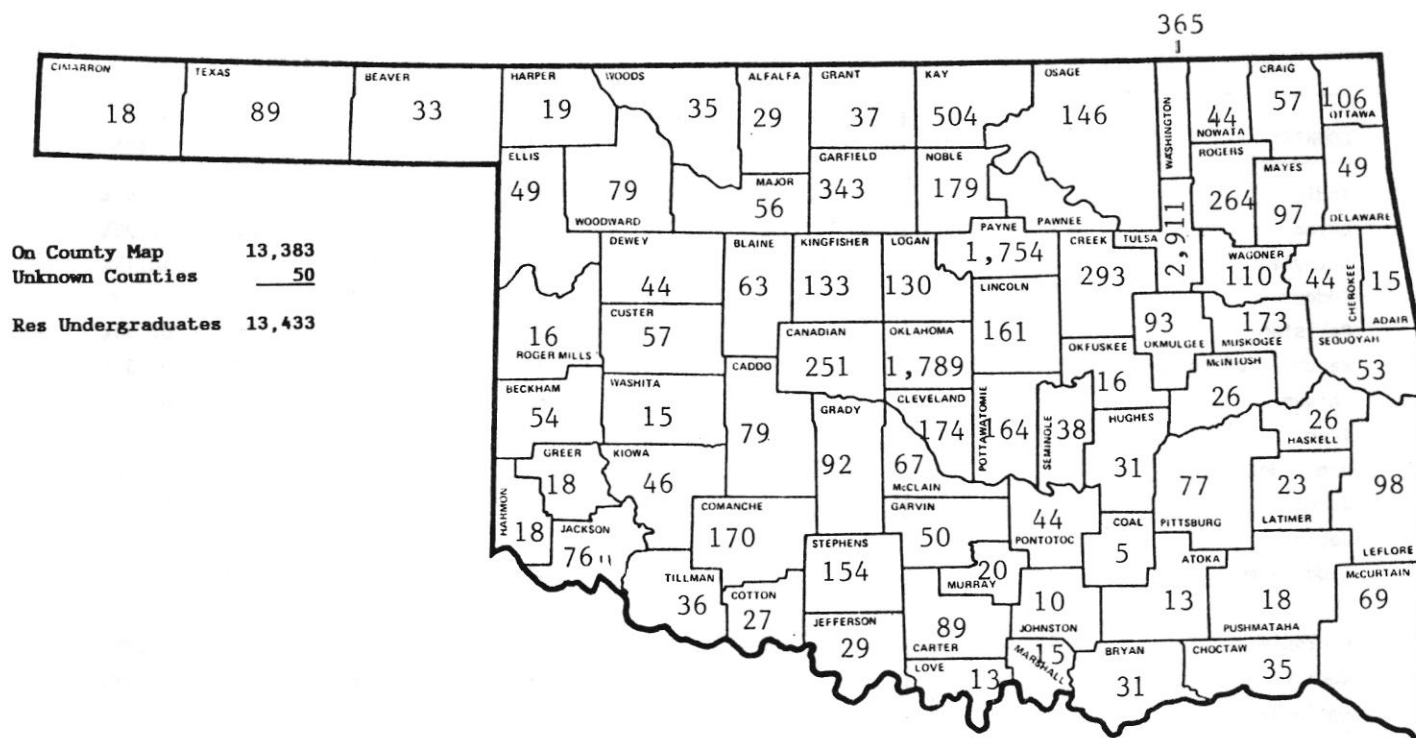 365
CIMARRON
18
TEXAS
89
BEAVER
33
HARPER
19
WOODS
35
ALFALFA
29
GRANT
37
KAY
504
OSAGE
146
WASHINGTON
44
NOWATA
CRAIG
57
106
OTTAWA
ELLIS
49
79
WOODWARD
MAJOR
56
GARFIELD
343
NOBLE
179
PAWNEE
ROGERS
264
MAYES
97
49
DELAWARE
On County Map 13,383
Unknown Counties 50
Res Undergraduates 13,433
DEWEY
44
BLAINE
63
KINGFISHER
133
LOGAN
130
PAYNE
1,754
CREEK
293
TULSA
2,911
WAGONER
110
44
CHEROKEE
15
ADAIR
16
ROGER MILLS
CUSTER
57
CANADIAN
251
OKLAHOMA
1,789
LINCOLN
161
OKFUSKEE
16
93
OKMULGEE
173
MUSKOGEE
SEQUOYAH
53
BECKHAM
54
WASHITA
15
CADDO
79
GRADY
92
CLEVELAND
174
67
McCLAIN
POTTAWATOMIE
164
SEMINOLE
38
HUGHES
31
McINTOSH
26
26
HASKELL
HARMON
18
GREER
18
KIOWA
46
JACKSON
76
COMANCHE
170
STEPHENS
154
GARVIN
50
44
PONTOTOC
COAL
5
77
PITTSBURG
23
LATIMER
98
LEFLORE
TILLMAN
36
COTTON
27
JEFFERSON
29
20
MURRAY
89
CARTER
10
JOHNSTON
ATOKA
13
18
PUSHMATAHA
McCURTAIN
69
LOVE
13
15
MARSHALL
BRYAN
31
CHOCTAW
35